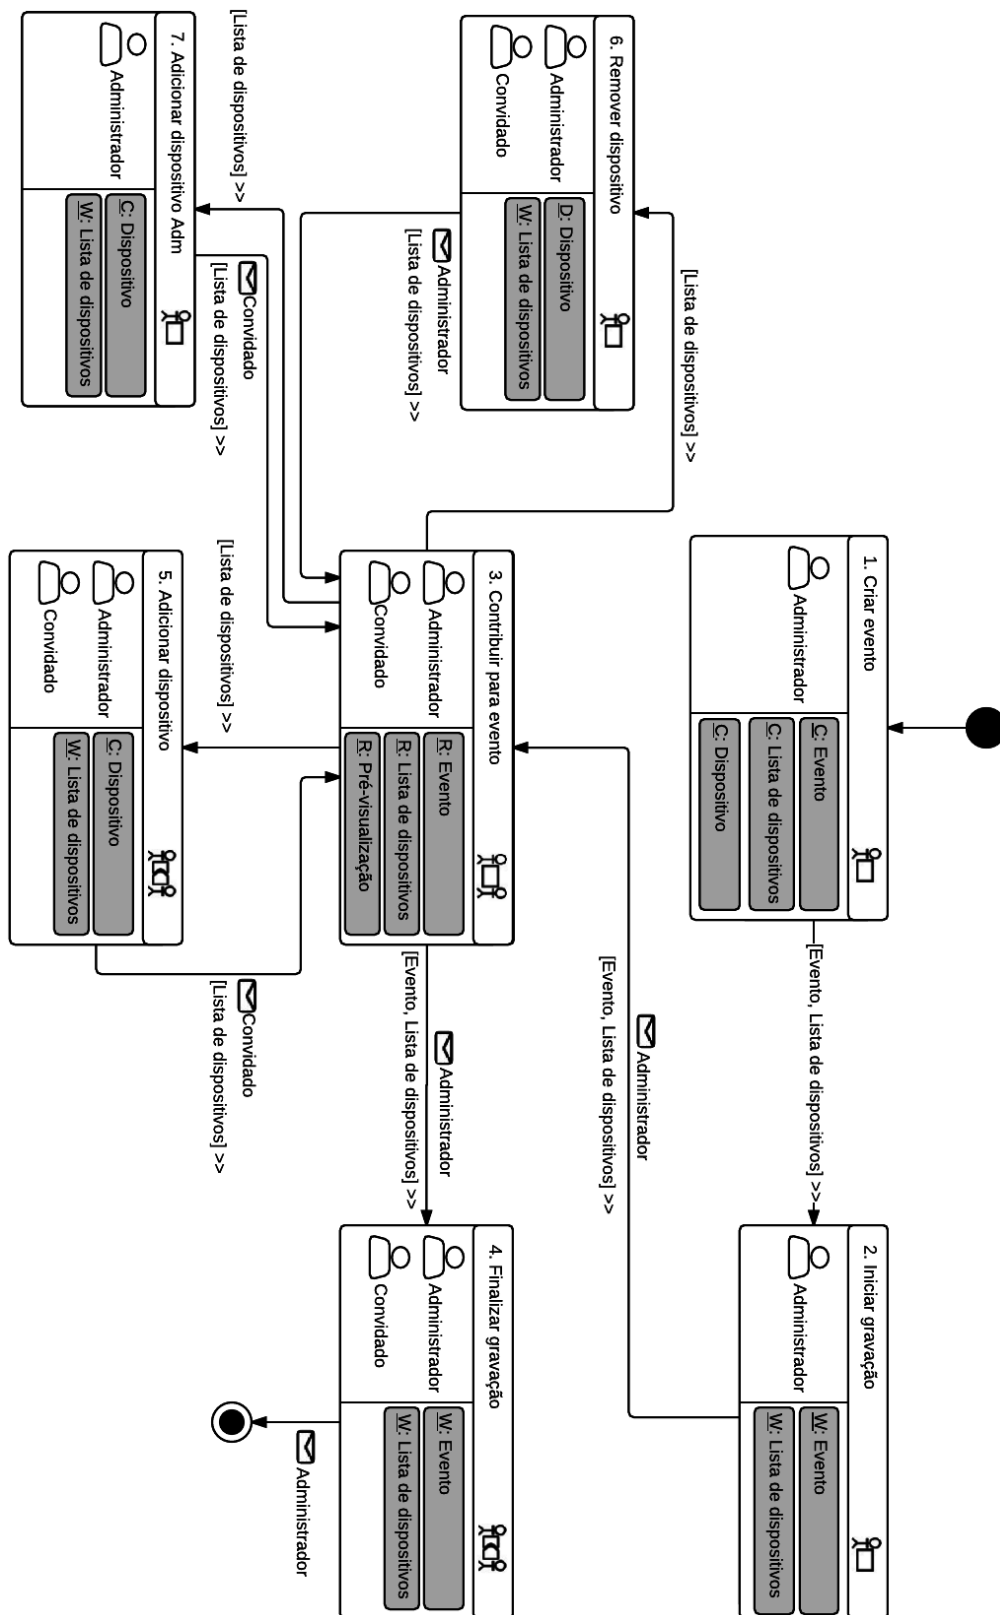 1. Criar evento
Administrador
C: Evento
C: Lista de dispositivos
C: Dispositivo
[Evento, Lista de dispositivos] >>
2. Iniciar gravação
Administrador
W: Evento
W: Lista de dispositivos
Administrador
[Evento, Lista de dispositivos] >>
3. Contribuir para evento
Administrador
Convidado
R: Evento
R: Lista de dispositivos
R: Pré-visualização
Administrador
[Evento, Lista de dispositivos] >>
4. Finalizar gravação
Administrador
Convidado
W: Evento
W: Lista de dispositivos
Administrador
[Lista de dispositivos] >>
5. Adicionar dispositivo
Administrador
Convidado
C: Dispositivo
W: Lista de dispositivos
Convidado
[Lista de dispositivos] >>
[Lista de dispositivos] >>
6. Remover dispositivo
Administrador
Convidado
D: Dispositivo
W: Lista de dispositivos
Administrador
[Lista de dispositivos] >>
[Lista de dispositivos] >>
7. Adicionar dispositivo Adm
Administrador
C: Dispositivo
W: Lista de dispositivos
Convidado
[Lista de dispositivos] >>